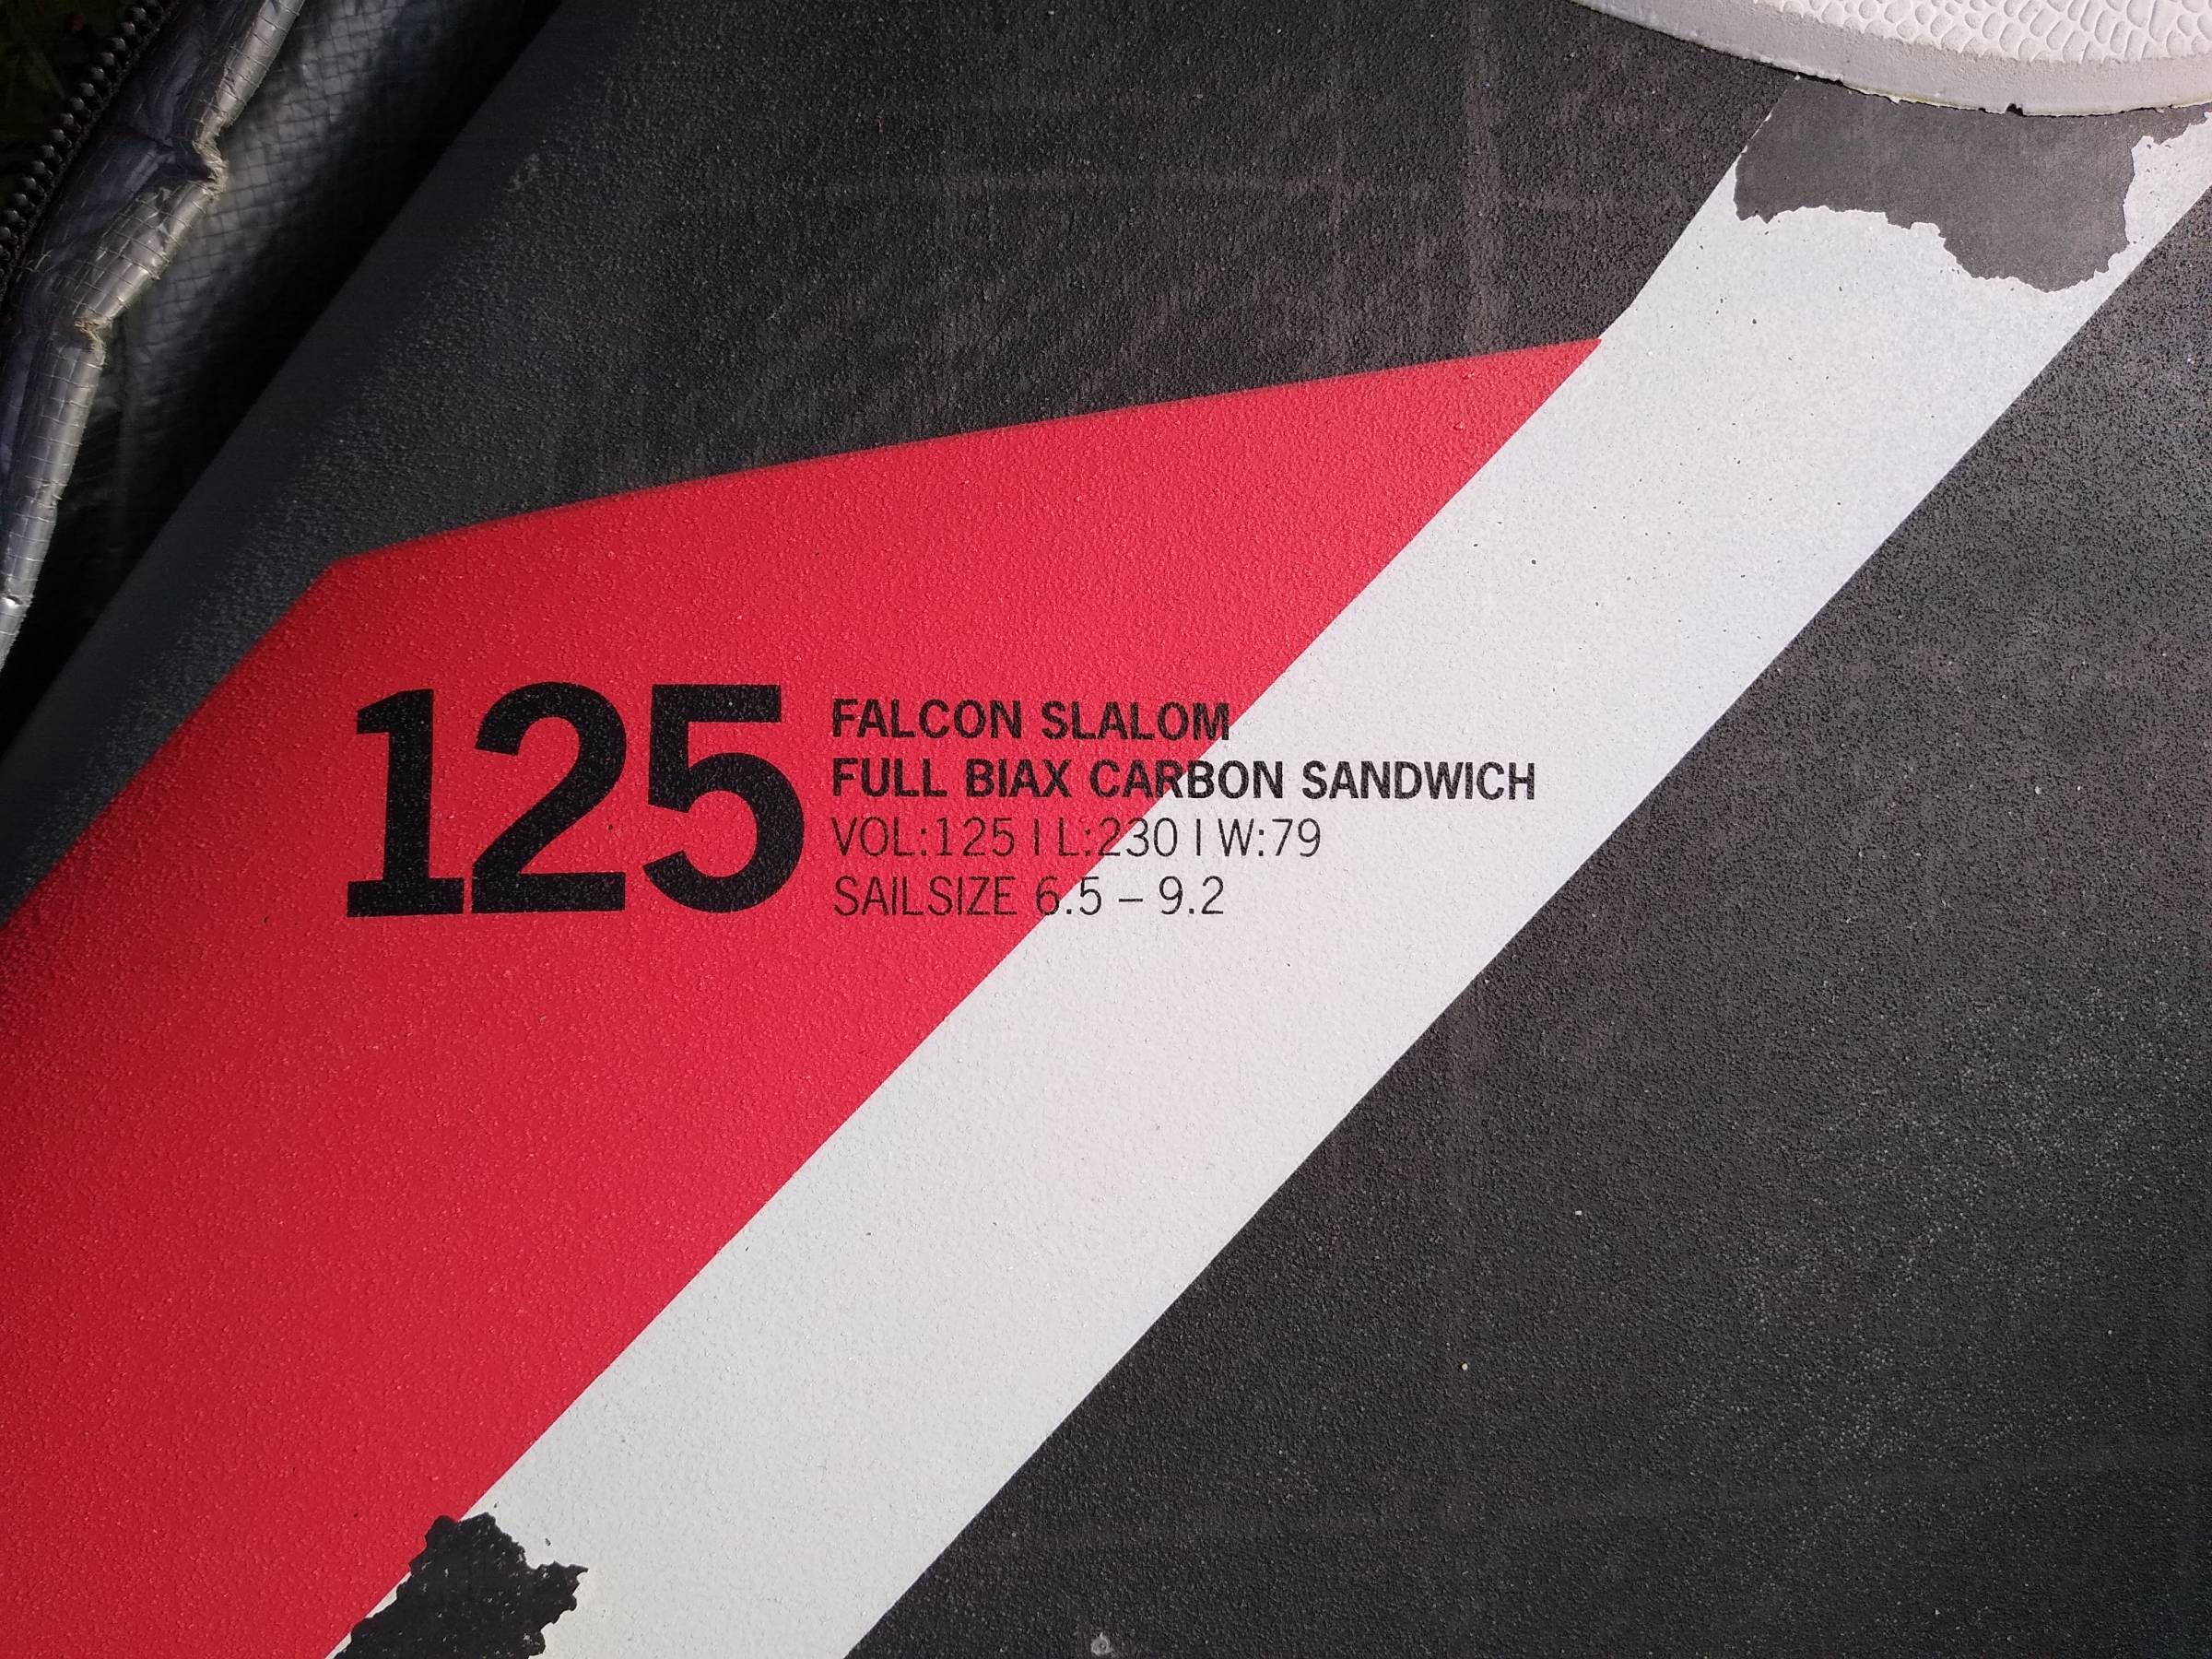 125
FALCON SLALOM
FULL BIAX CARBON SANDWICH
VOL:125 | L:230 | W:79
SAILSIZE 6.5 – 9.2